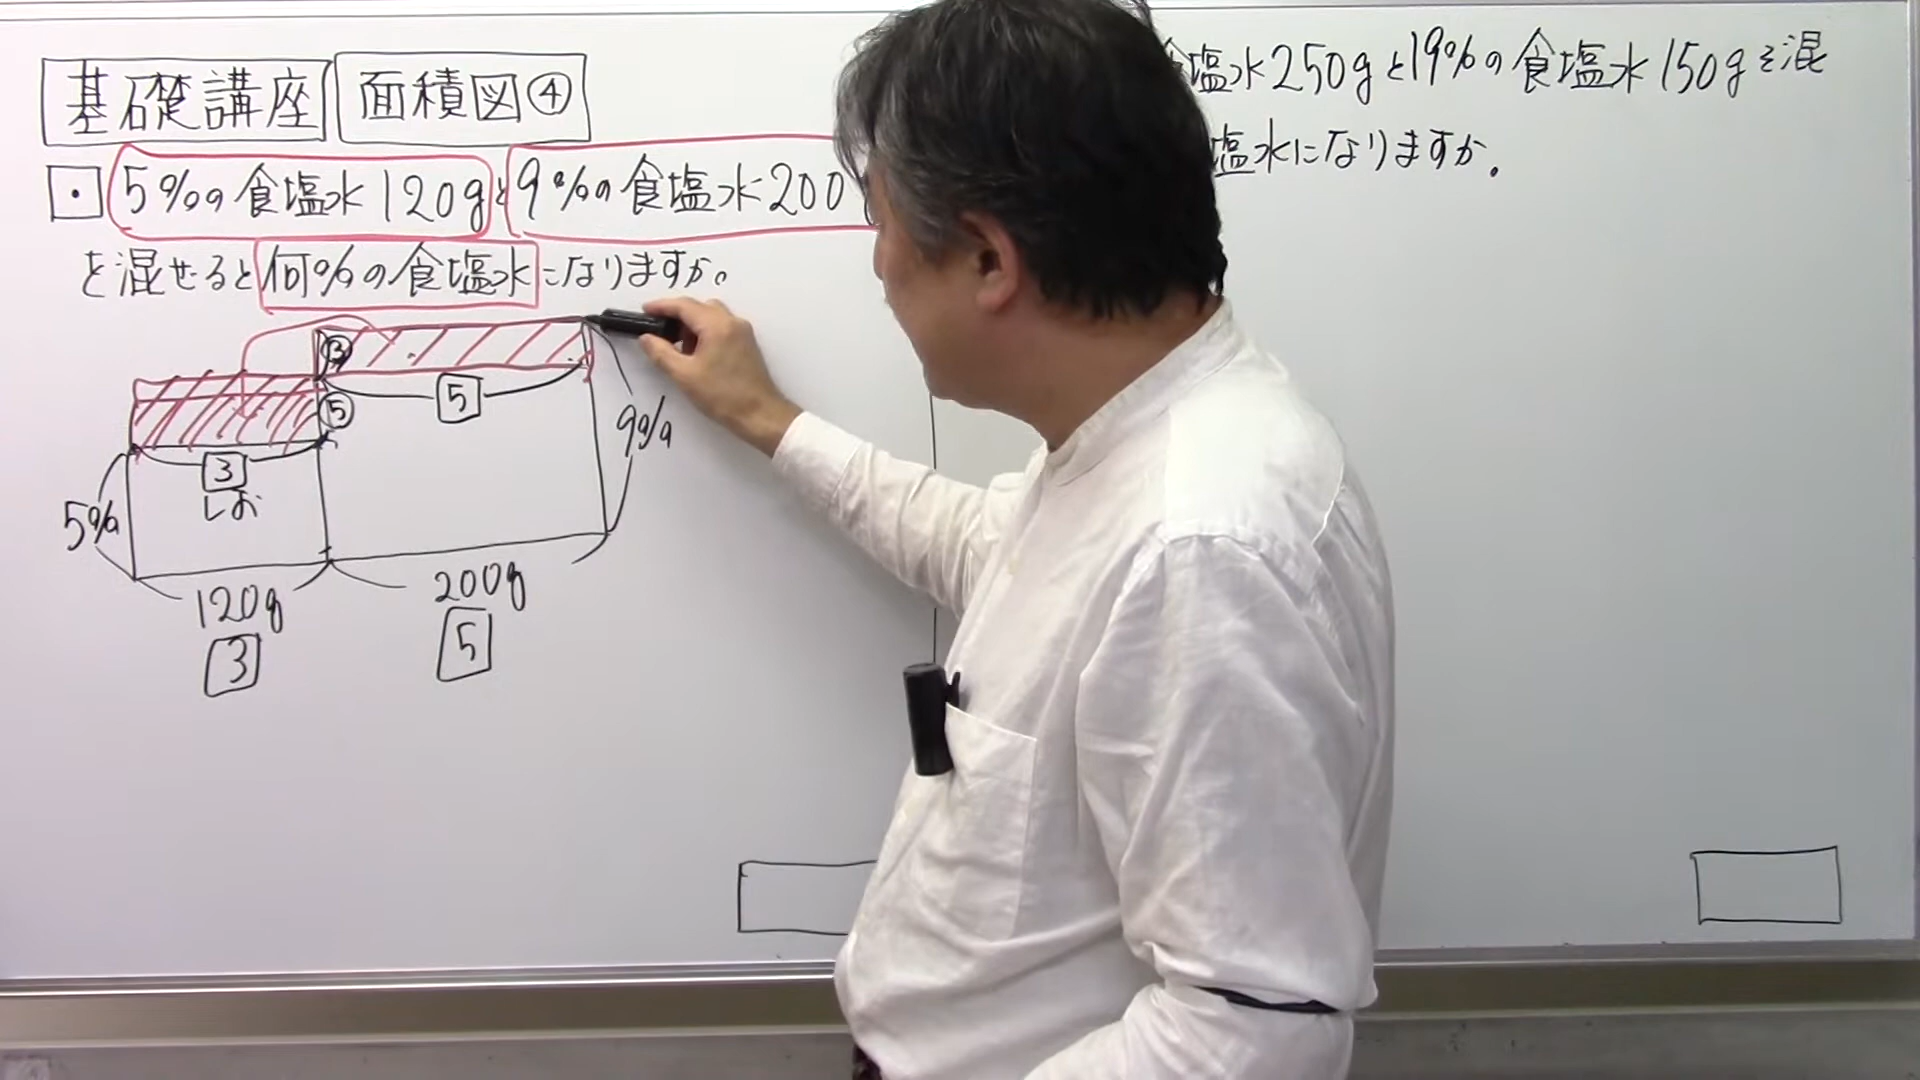 基礎講座 面積図④
・ 5%の食塩水120gと9%の食塩水200
を混ぜると何%の食塩水になりますか。
食塩水250gと19%の食塩水150gを混
塩水になりますか.
③
⑤
5
9%
3
しお
5%
120g
200g
3
5